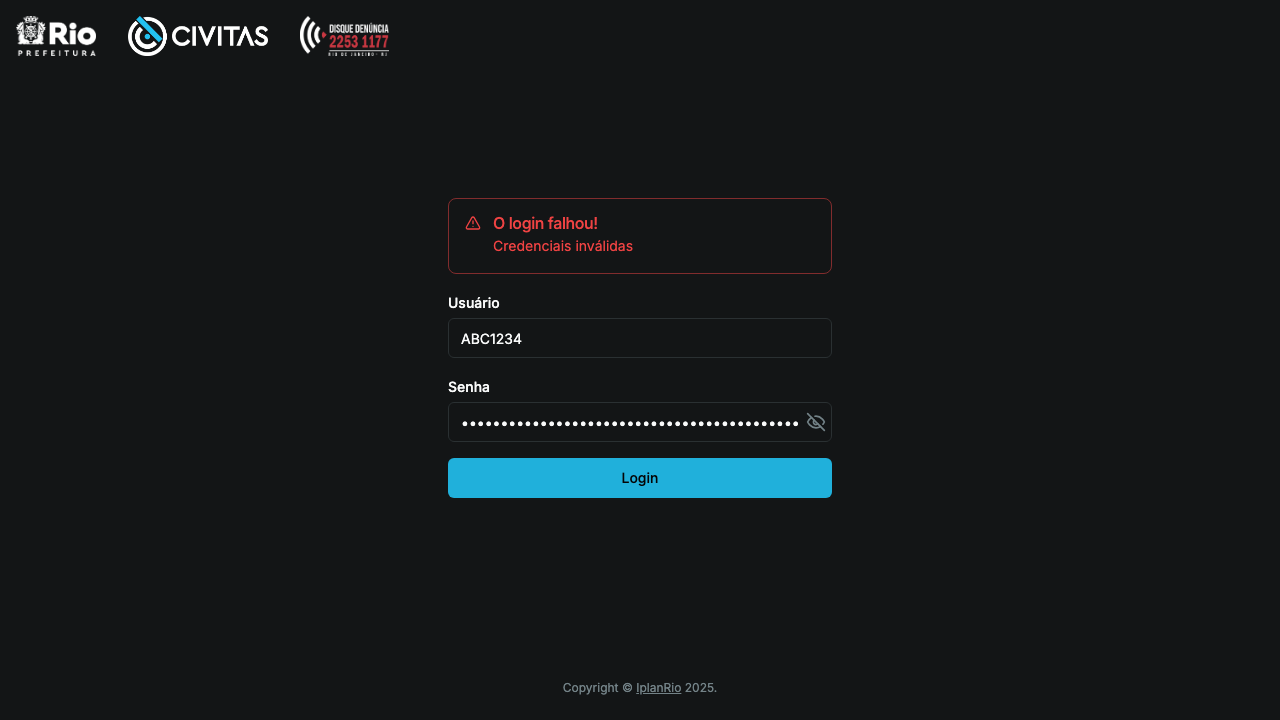 Rio
PREFEITURA
CIVITAS
DISQUE DENÚNCIA
2253 1177
RIO DE JANEIRO - RJ
O login falhou!
Credenciais inválidas
Usuário
ABC1234
Senha
Login
Copyright © IplanRio 2025.